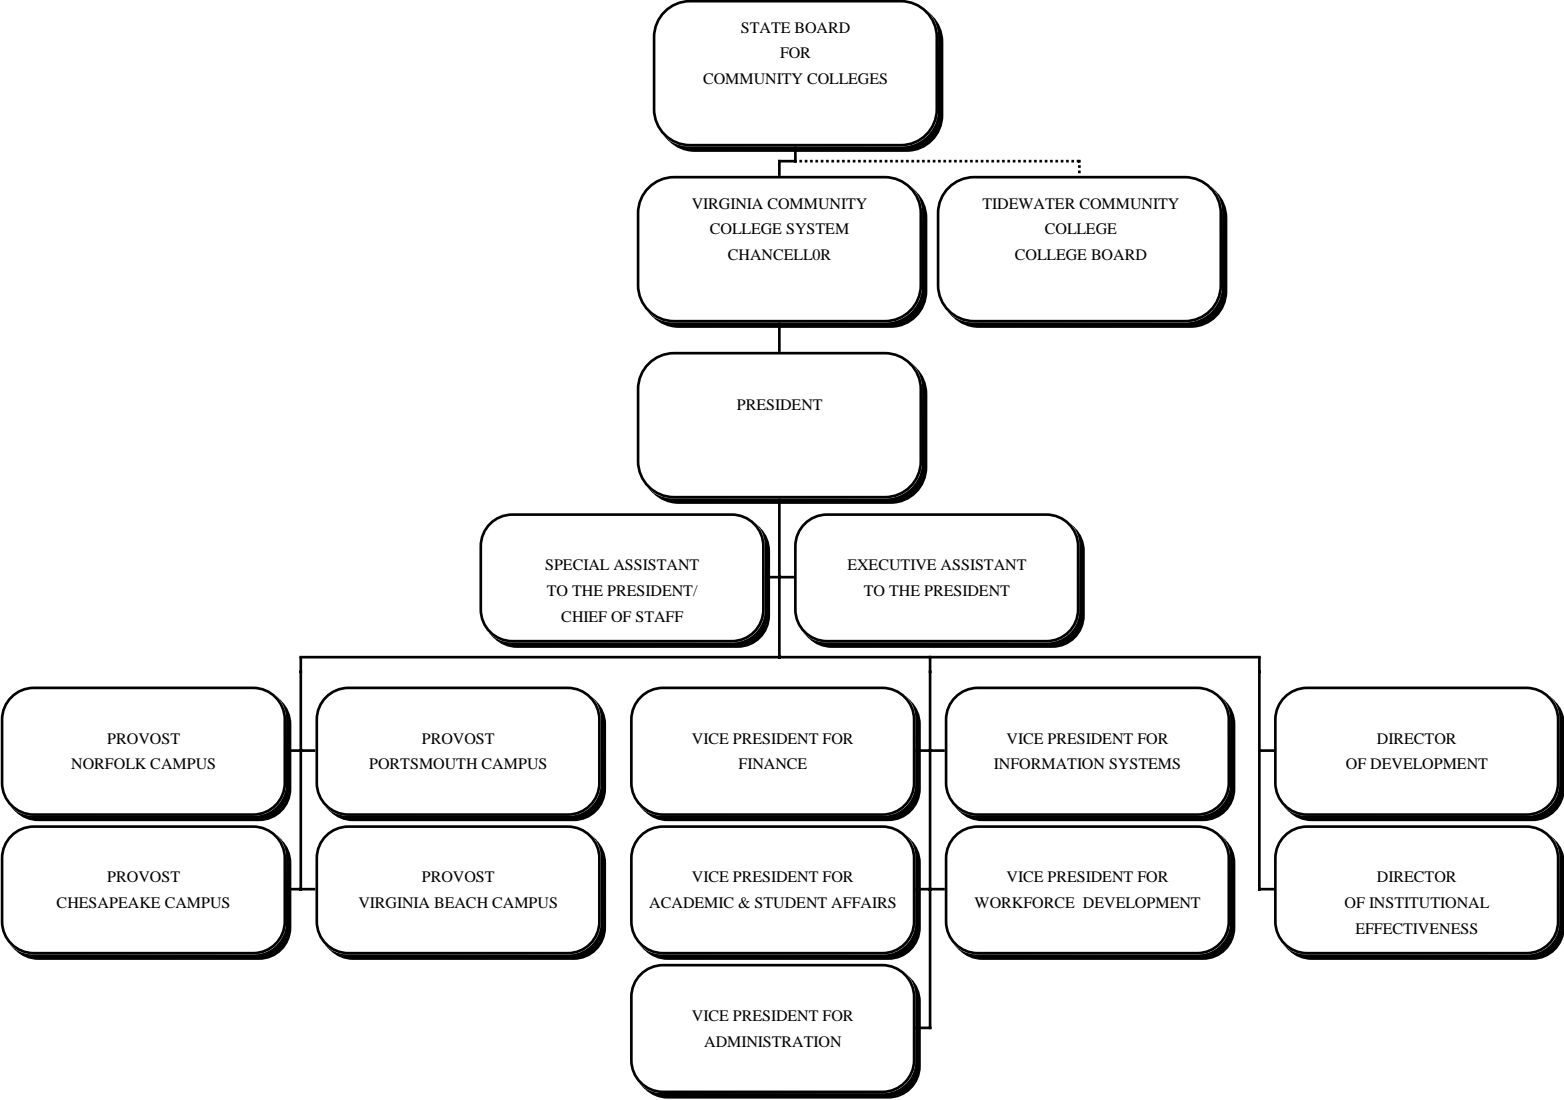 STATE BOARD
FOR
COMMUNITY COLLEGES
VIRGINIA COMMUNITY
COLLEGE SYSTEM
CHANCELL0R
TIDEWATER COMMUNITY
COLLEGE
COLLEGE BOARD
PRESIDENT
SPECIAL ASSISTANT
TO THE PRESIDENT/
CHIEF OF STAFF
EXECUTIVE ASSISTANT
TO THE PRESIDENT
PROVOST
NORFOLK CAMPUS
PROVOST
PORTSMOUTH CAMPUS
VICE PRESIDENT FOR
FINANCE
VICE PRESIDENT FOR
INFORMATION SYSTEMS
DIRECTOR
OF DEVELOPMENT
PROVOST
CHESAPEAKE CAMPUS
PROVOST
VIRGINIA BEACH CAMPUS
VICE PRESIDENT FOR
ACADEMIC & STUDENT AFFAIRS
VICE PRESIDENT FOR
WORKFORCE  DEVELOPMENT
DIRECTOR
OF INSTITUTIONAL
EFFECTIVENESS
VICE PRESIDENT FOR
ADMINISTRATION